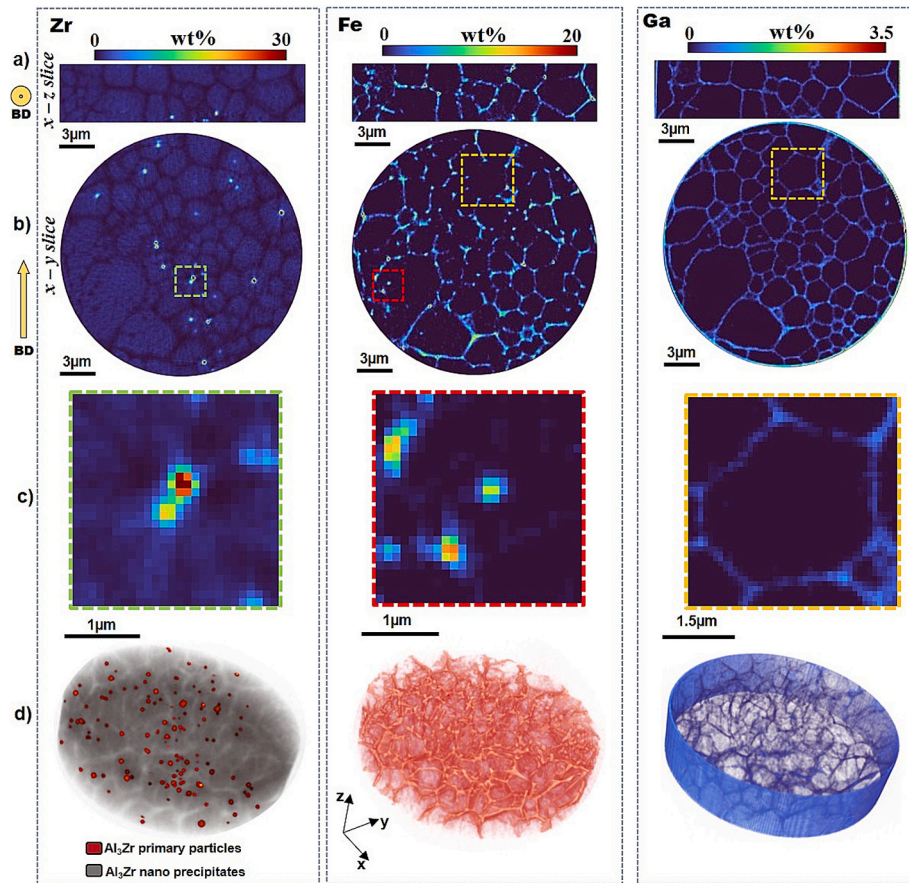 Zr
Fe
Ga
0 wt% 30
0 wt% 20
0 wt% 3.5
a)
BD
x – z slice
3μm
3μm
3μm
b)
x – y slice
BD
3μm
3μm
3μm
c)
1μm
1μm
1.5μm
d)
z
y
x
Al₃Zr primary particles
Al₃Zr nano precipitates